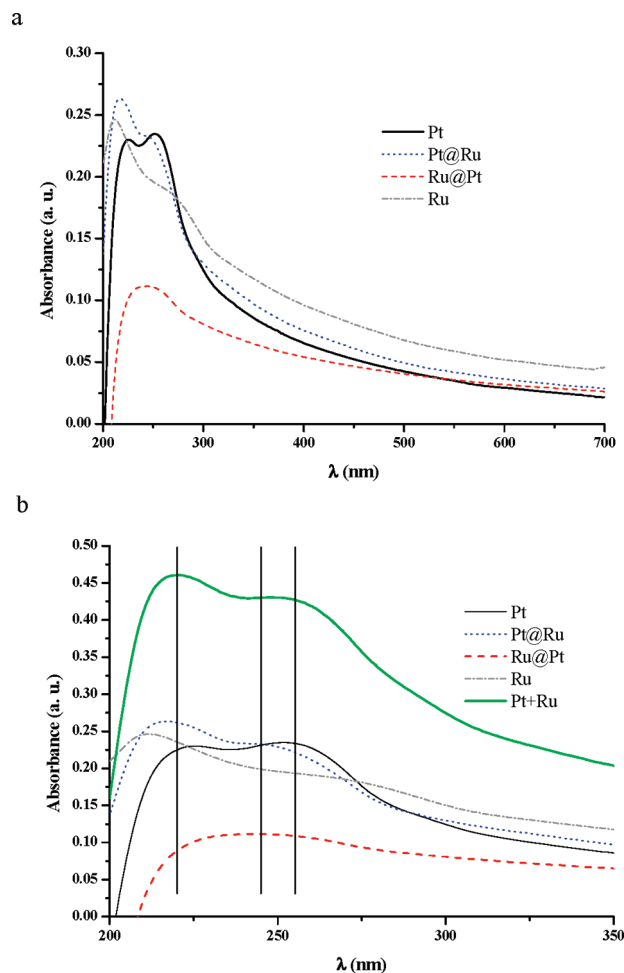 a
0.30
0.25
0.20
0.15
0.10
0.05
0.00
Absorbance (a. u.)
Pt
Pt@Ru
Ru@Pt
Ru
200 300 400 500 600 700
λ (nm)
b
0.50
0.45
0.40
0.35
0.30
0.25
0.20
0.15
0.10
0.05
0.00
Absorbance (a. u.)
Pt
Pt@Ru
Ru@Pt
Ru
Pt+Ru
200 250 300 350
λ (nm)